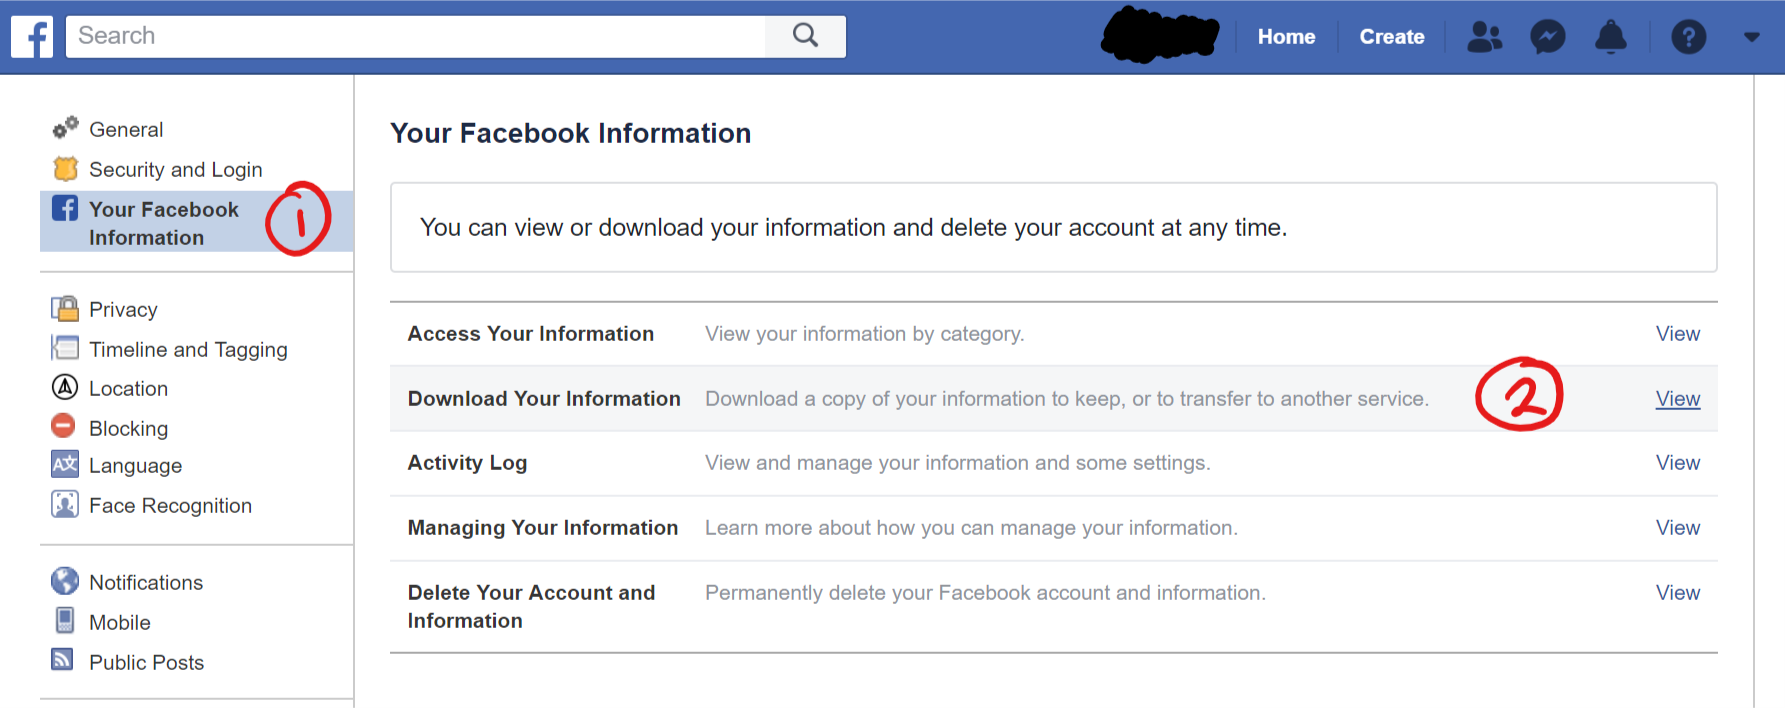 Search
Home
Create
General
Security and Login
Your Facebook
Information
1
Privacy
Timeline and Tagging
Location
Blocking
Language
Face Recognition
Notifications
Mobile
Public Posts
Your Facebook Information
You can view or download your information and delete your account at any time.
Access Your Information View your information by category. View
Download Your Information Download a copy of your information to keep, or to transfer to another service. 2 View
Activity Log View and manage your information and some settings. View
Managing Your Information Learn more about how you can manage your information. View
Delete Your Account and Permanently delete your Facebook account and information. View
Information